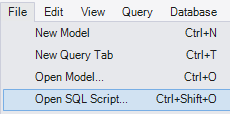 File Edit View Query Database
New Model Ctrl+N
New Query Tab Ctrl+T
Open Model... Ctrl+O
Open SQL Script... Ctrl+Shift+O